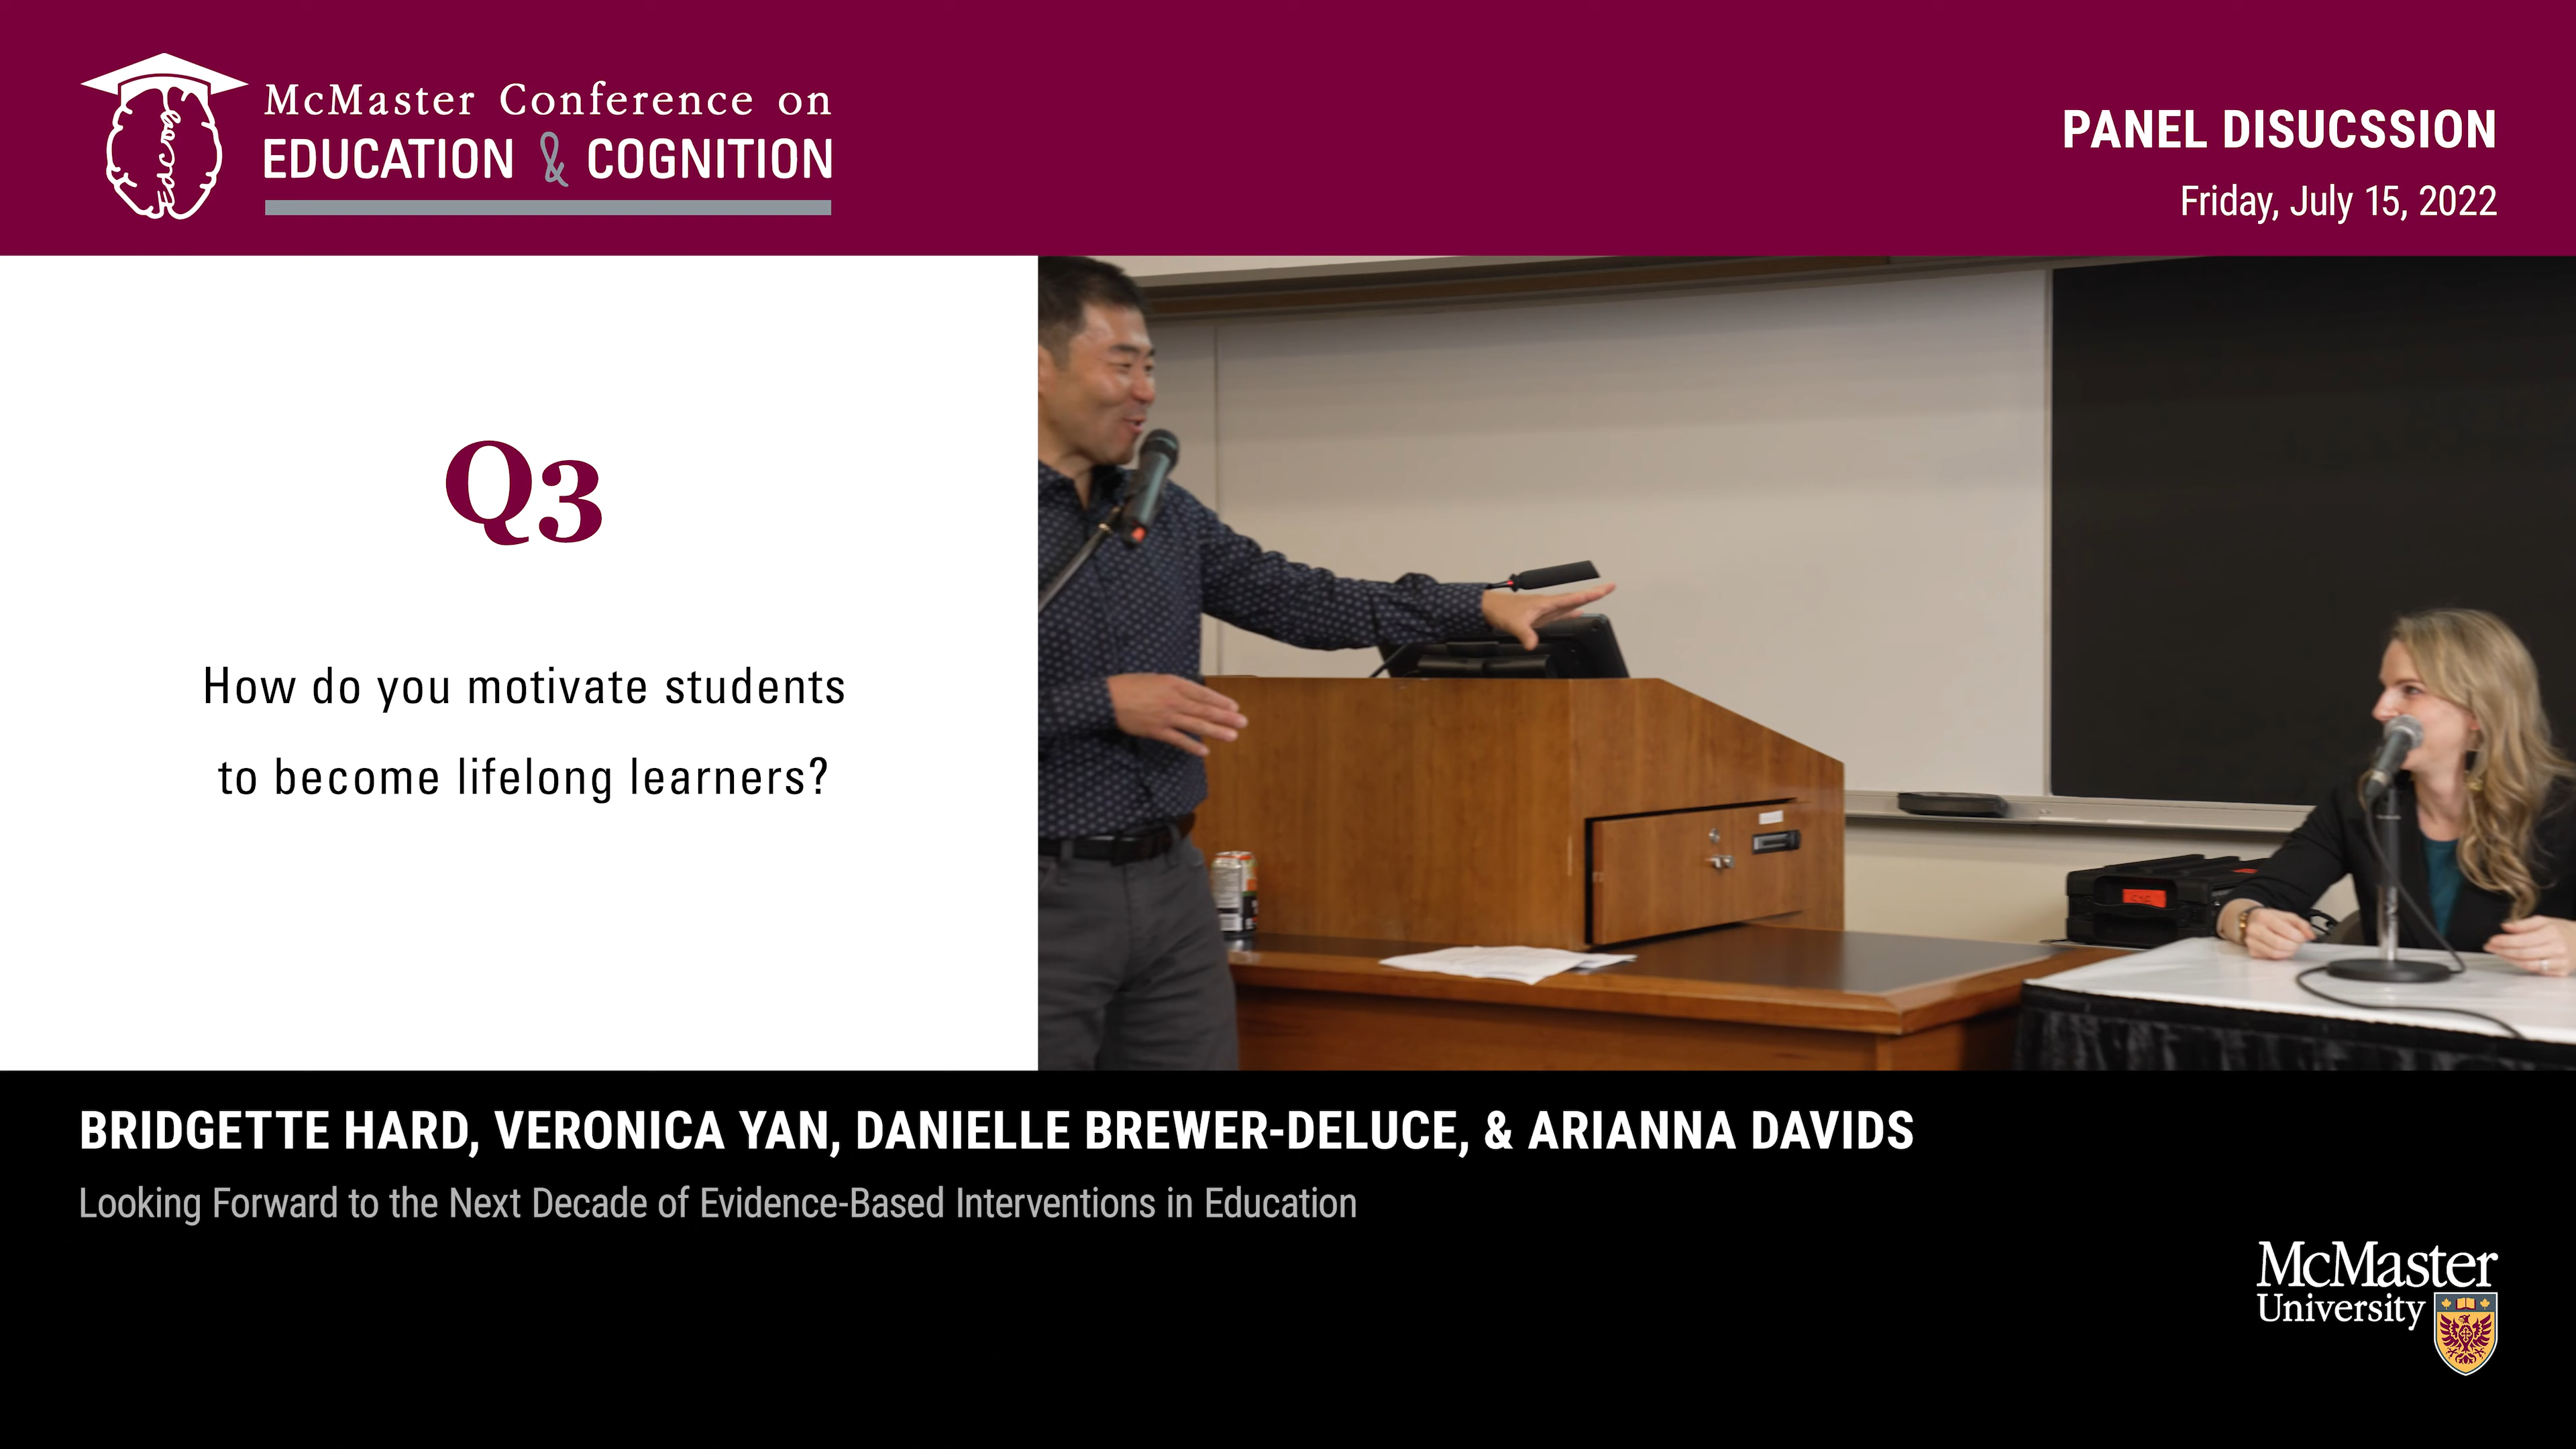 McMaster Conference on
EDUCATION & COGNITION
EdCog
PANEL DISUCSSION
Friday, July 15, 2022
Q3
How do you motivate students
to become lifelong learners?
BRIDGETTE HARD, VERONICA YAN, DANIELLE BREWER-DELUCE, & ARIANNA DAVIDS
Looking Forward to the Next Decade of Evidence-Based Interventions in Education
McMaster
University